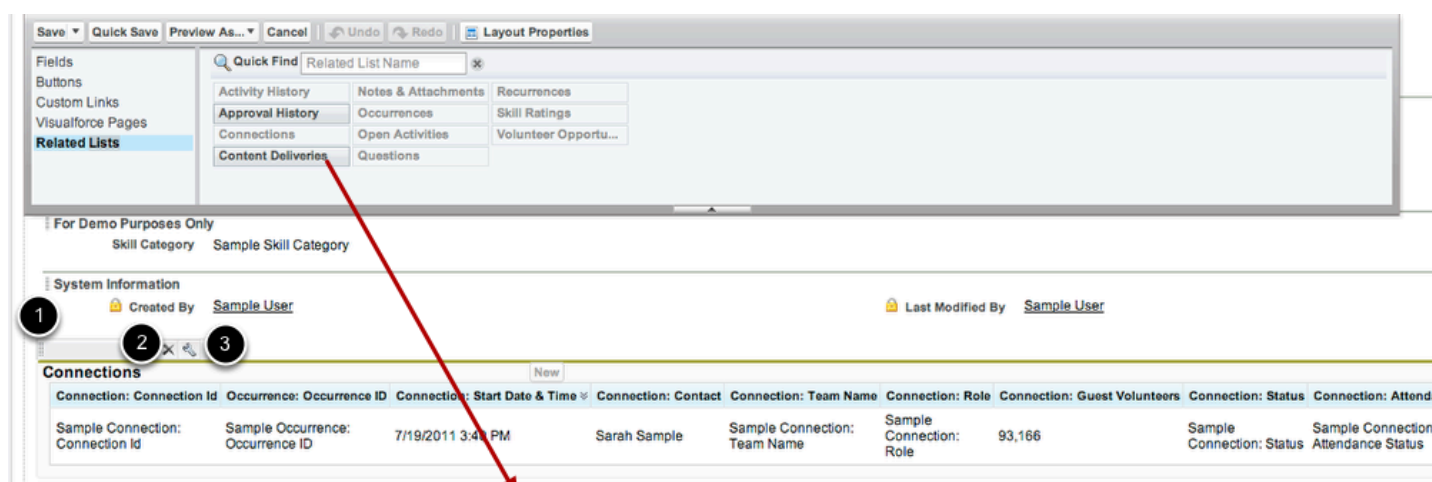 Save Quick Save Preview As... Cancel Undo Redo Layout Properties
Fields
Buttons
Custom Links
Visualforce Pages
Related Lists
Quick Find Related List Name
Activity History Notes & Attachments Recurrences
Approval History Occurrences Skill Ratings
Connections Open Activities Volunteer Opportu...
Content Deliveries Questions
For Demo Purposes Only
Skill Category Sample Skill Category
System Information
1
Created By Sample User Last Modified By Sample User
2 3
Connections New
Connection: Connection Id Occurrence: Occurrence ID Connection: Start Date & Time Connection: Contact Connection: Team Name Connection: Role Connection: Guest Volunteers Connection: Status Connection: Attend
Sample Connection: Connection Id Sample Occurrence: Occurrence ID 7/19/2011 3:49 PM Sarah Sample Sample Connection: Team Name Sample Connection: Role 93,166 Sample Connection: Status Sample Connection Attendance Status